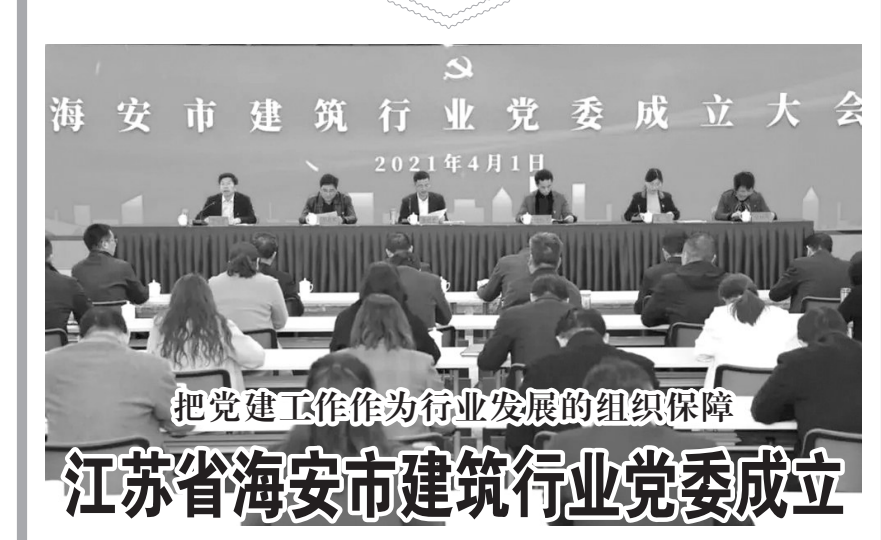 海安市建筑行业党委成立大会
2021年4月1日
把党建工作作为行业发展的组织保障
江苏省海安市建筑行业党委成立